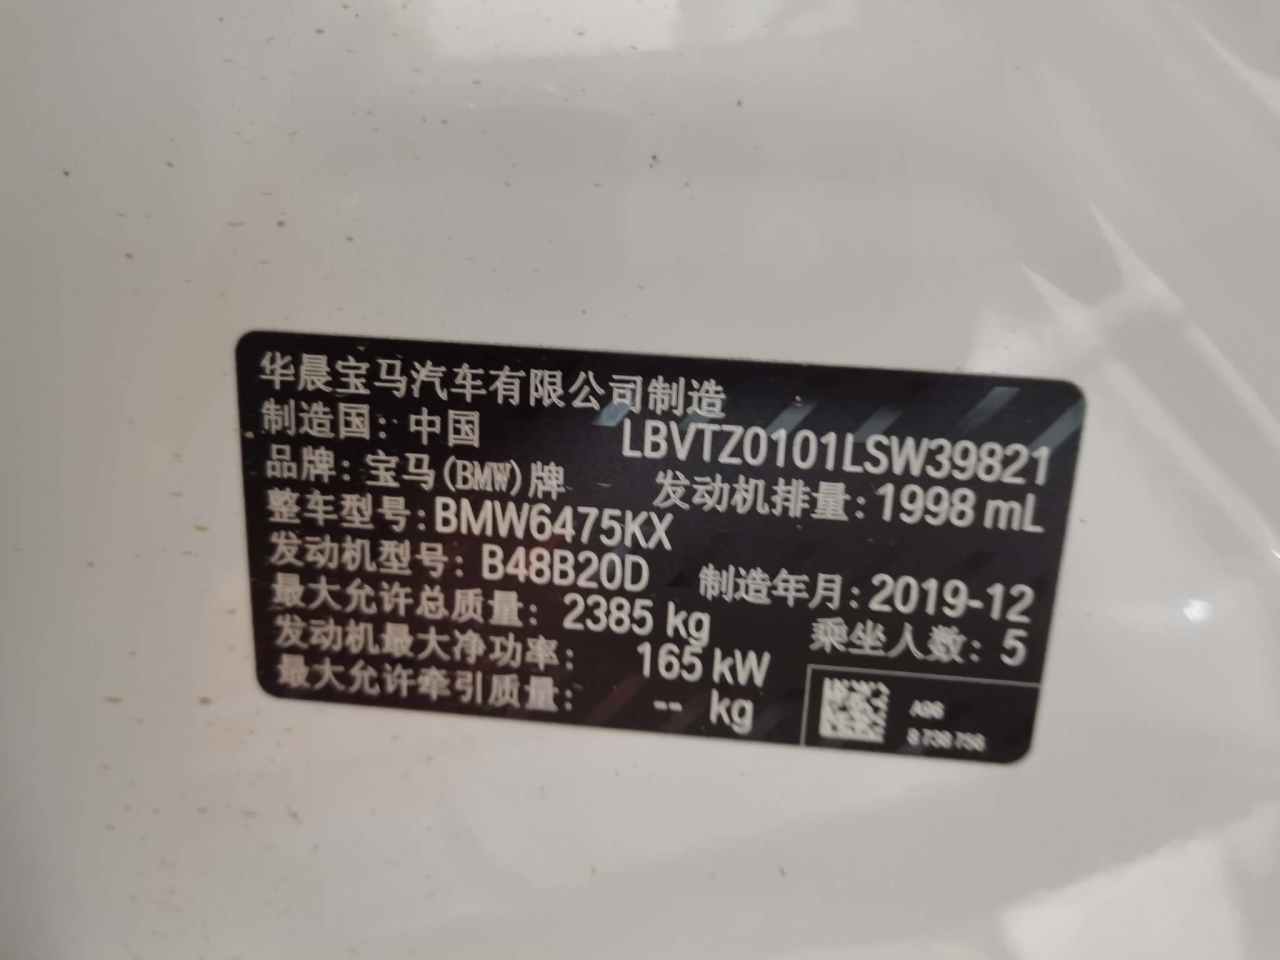 华晨宝马汽车有限公司制造
制造国：中国 LBVTZ0101LSW39821
品牌：宝马(BMW)牌 发动机排量：1998 mL
整车型号：BMW6475KX
发动机型号：B48B20D 制造年月：2019-12
最大允许总质量：2385 kg 乘坐人数：5
发动机最大净功率：165 kW
最大允许牵引质量：-- kg
A96
8 738 756